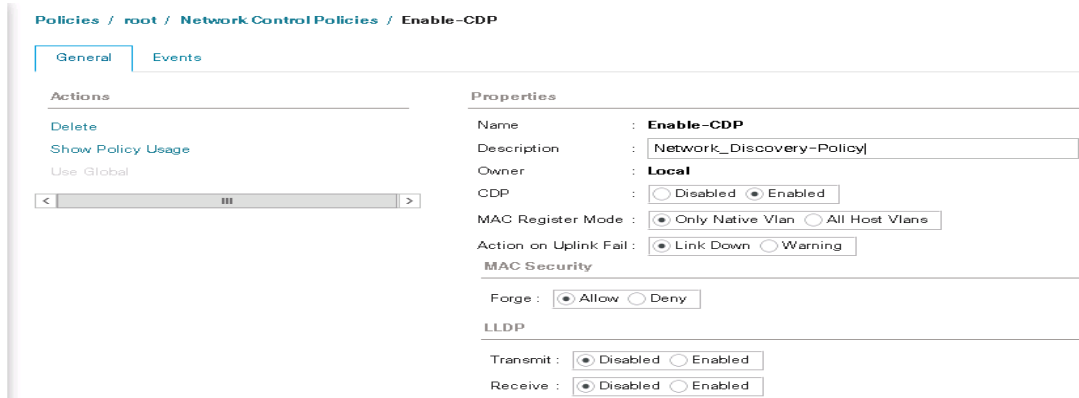 Policies / root / Network Control Policies / Enable-CDP
General Events
Actions
Delete
Show Policy Usage
Use Global
Properties
Name : Enable-CDP
Description : Network_Discovery-Policy
Owner : Local
CDP : Disabled Enabled
MAC Register Mode : Only Native Vlan All Host Vlans
Action on Uplink Fail : Link Down Warning
MAC Security
Forge : Allow Deny
LLDP
Transmit : Disabled Enabled
Receive : Disabled Enabled